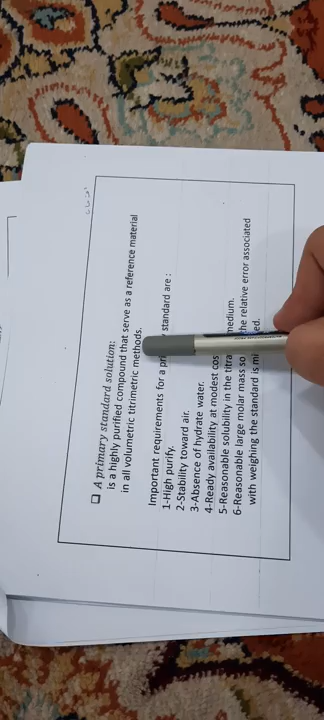 ❑ A primary standard solution:
is a highly purified compound that serve as a reference material
in all volumetric titrimetric methods.
Important requirements for a standard are :
1-High purify.
2-Stability toward air.
3-Absence of hydrate water.
4-Ready availability at modest cos
5-Reasonable solubility in the titra medium.
6-Reasonable large molar mass so the relative error associated
with weighing the standard is mi ed.